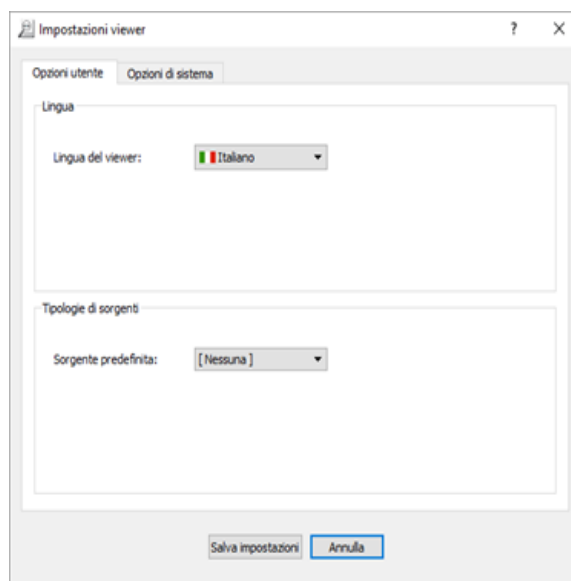 Impostazioni viewer
Opzioni utente Opzioni di sistema
Lingua
Lingua del viewer: Italiano
Tipologie di sorgenti
Sorgente predefinita: [ Nessuna ]
Salva impostazioni Annulla